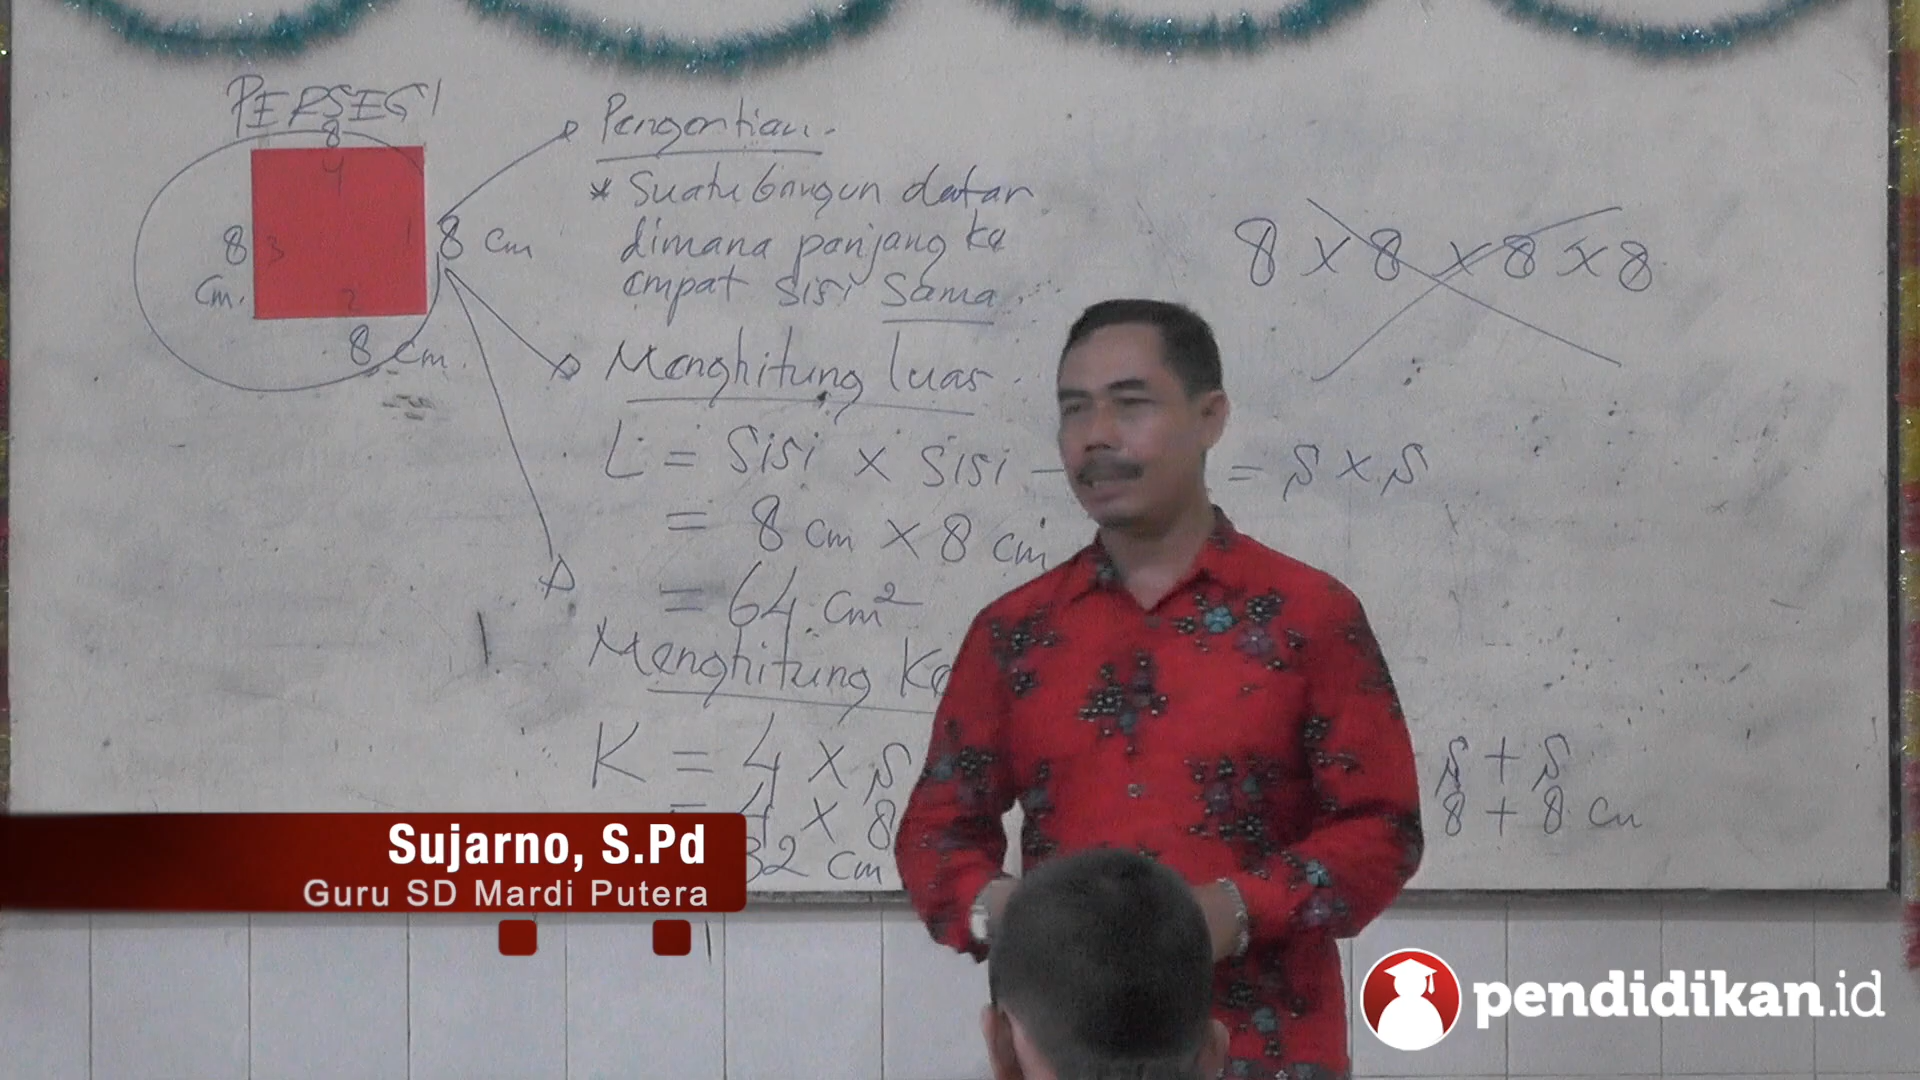 PERSEGI
8
4
8 3 1 8 cm
cm. 2
8 cm.
Pengertian.
* Suatu bangun datar
dimana panjang ke
empat sisi sama.
Menghitung luas.
L = sisi x sisi = s x s
= 8 cm x 8 cm
= 64 cm²
Menghitung
K = 4 x s s + s
= 4 x 8 8 + 8 cm
32 cm
8 x 8 x 8 x 8
Sujarno, S.Pd
Guru SD Mardi Putera
pendidikan.id